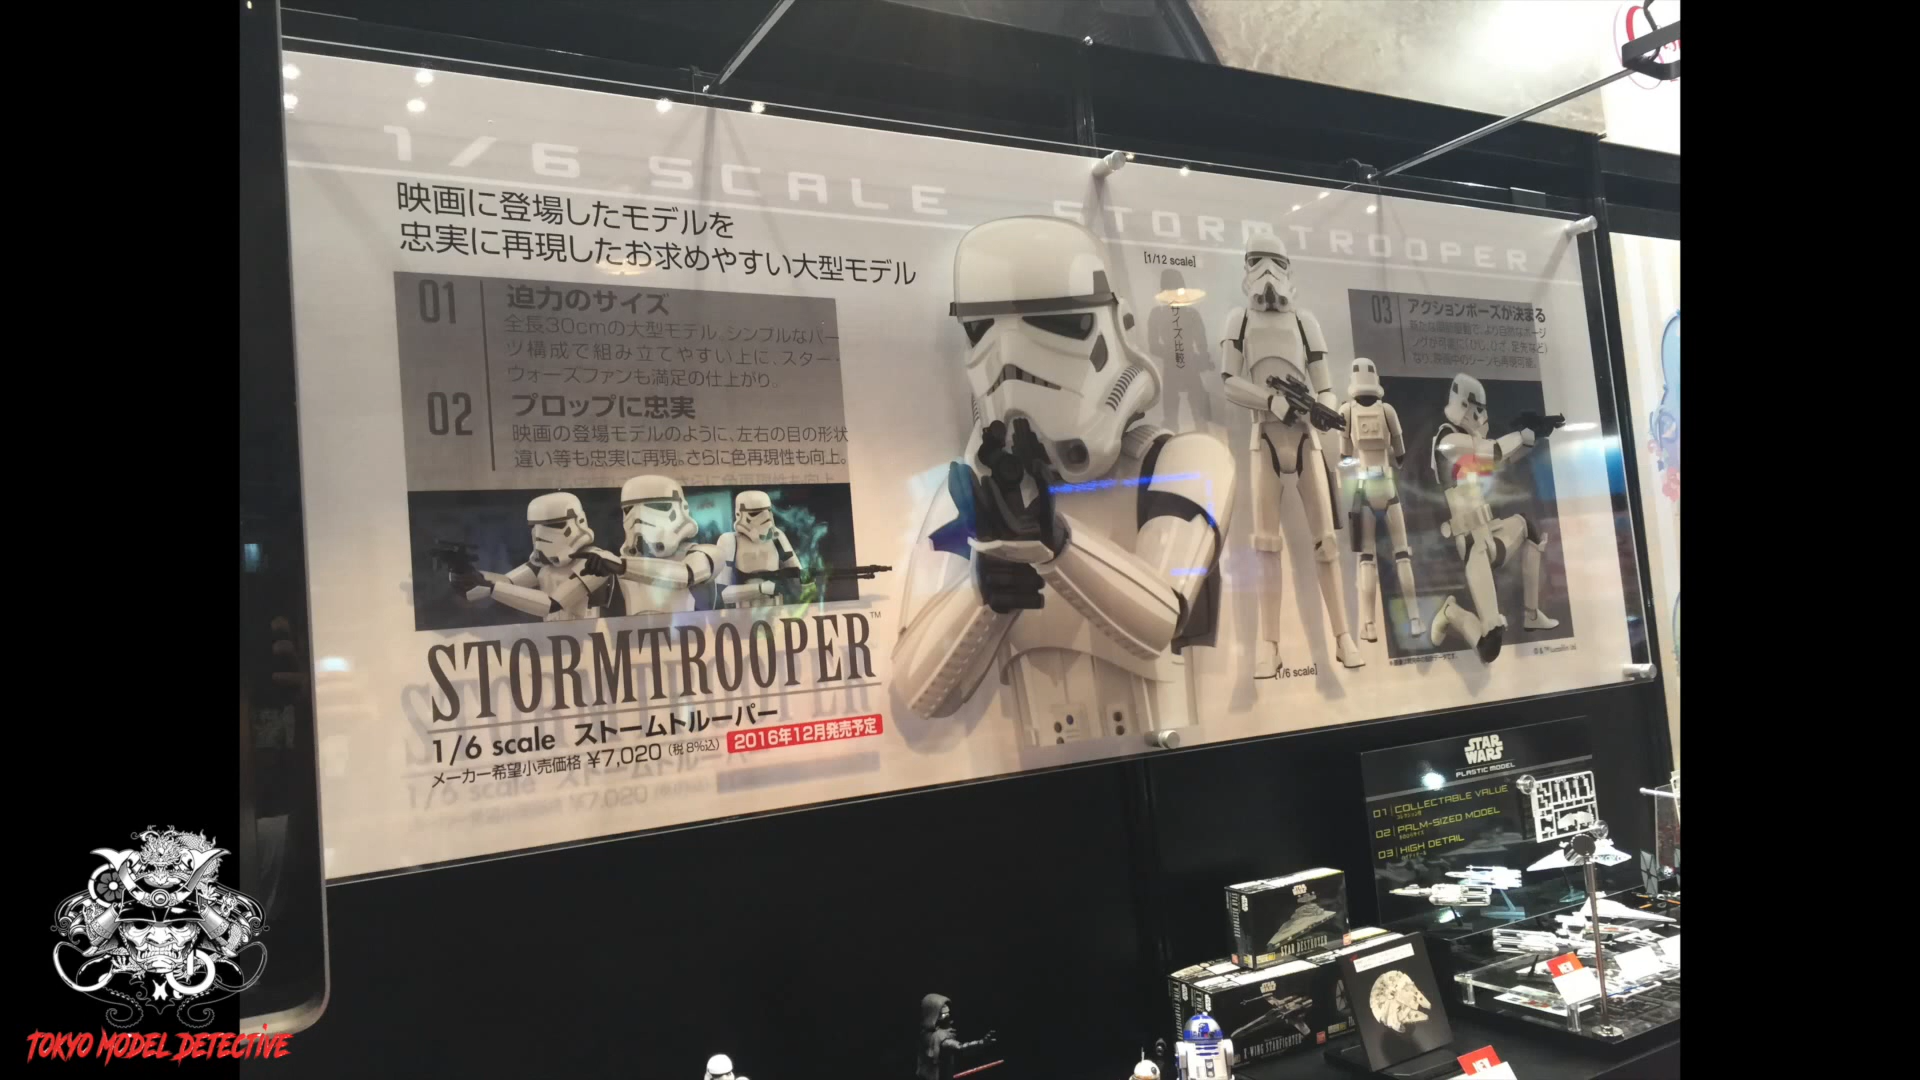 1/6 SCALE STORMTROOPER
映画に登場したモデルを
忠実に再現したお求めやすい大型モデル
01 迫力のサイズ
全長30cmの大型モデル。シンプルなパー
ツ構成で組み立てやすい上に、スター・
ウォーズファンも満足の仕上がり。
02 プロップに忠実
映画の登場モデルのように、左右の目の形状
違い等も忠実に再現。さらに色再現性も向上。
STORMTROOPER™
1/6 scale ストームトルーパー
メーカー希望小売価格 ¥7,020 (税8%込) 2016年12月発売予定
[1/12 scale]
サイズ比較
[1/6 scale]
03 アクションポーズが決まる
STAR WARS
PLASTIC MODEL
01 COLLECTABLE VALUE
02 PALM-SIZED MODEL
03 HIGH DETAIL
STAR DESTROYER
X-WING STARFIGHTER
NEW
NEW
TOKYO MODEL DETECTIVE